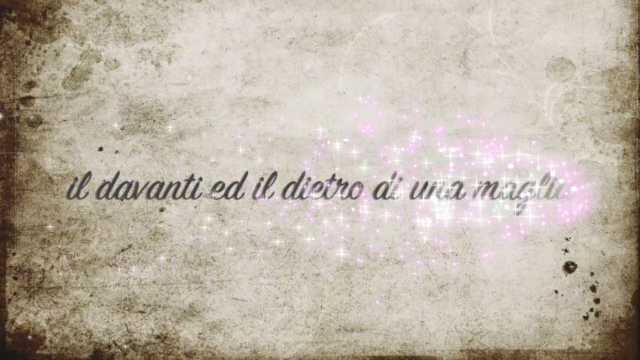 il davanti ed il dietro di una